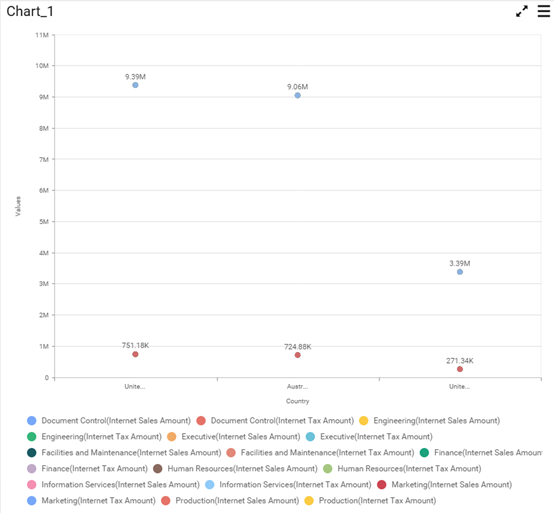 Chart_1
11M
10M
9M
8M
7M
6M
5M
4M
3M
2M
1M
0
Values
9.39M
9.06M
3.39M
751.18K
724.88K
271.34K
Unite...
Austr...
Unite...
Country
Document Control(Internet Sales Amount) Document Control(Internet Tax Amount) Engineering(Internet Sales Amount)
Engineering(Internet Tax Amount) Executive(Internet Sales Amount) Executive(Internet Tax Amount)
Facilities and Maintenance(Internet Sales Amount) Facilities and Maintenance(Internet Tax Amount) Finance(Internet Sales Amoun
Finance(Internet Tax Amount) Human Resources(Internet Sales Amount) Human Resources(Internet Tax Amount)
Information Services(Internet Sales Amount) Information Services(Internet Tax Amount) Marketing(Internet Sales Amount)
Marketing(Internet Tax Amount) Production(Internet Sales Amount) Production(Internet Tax Amount)